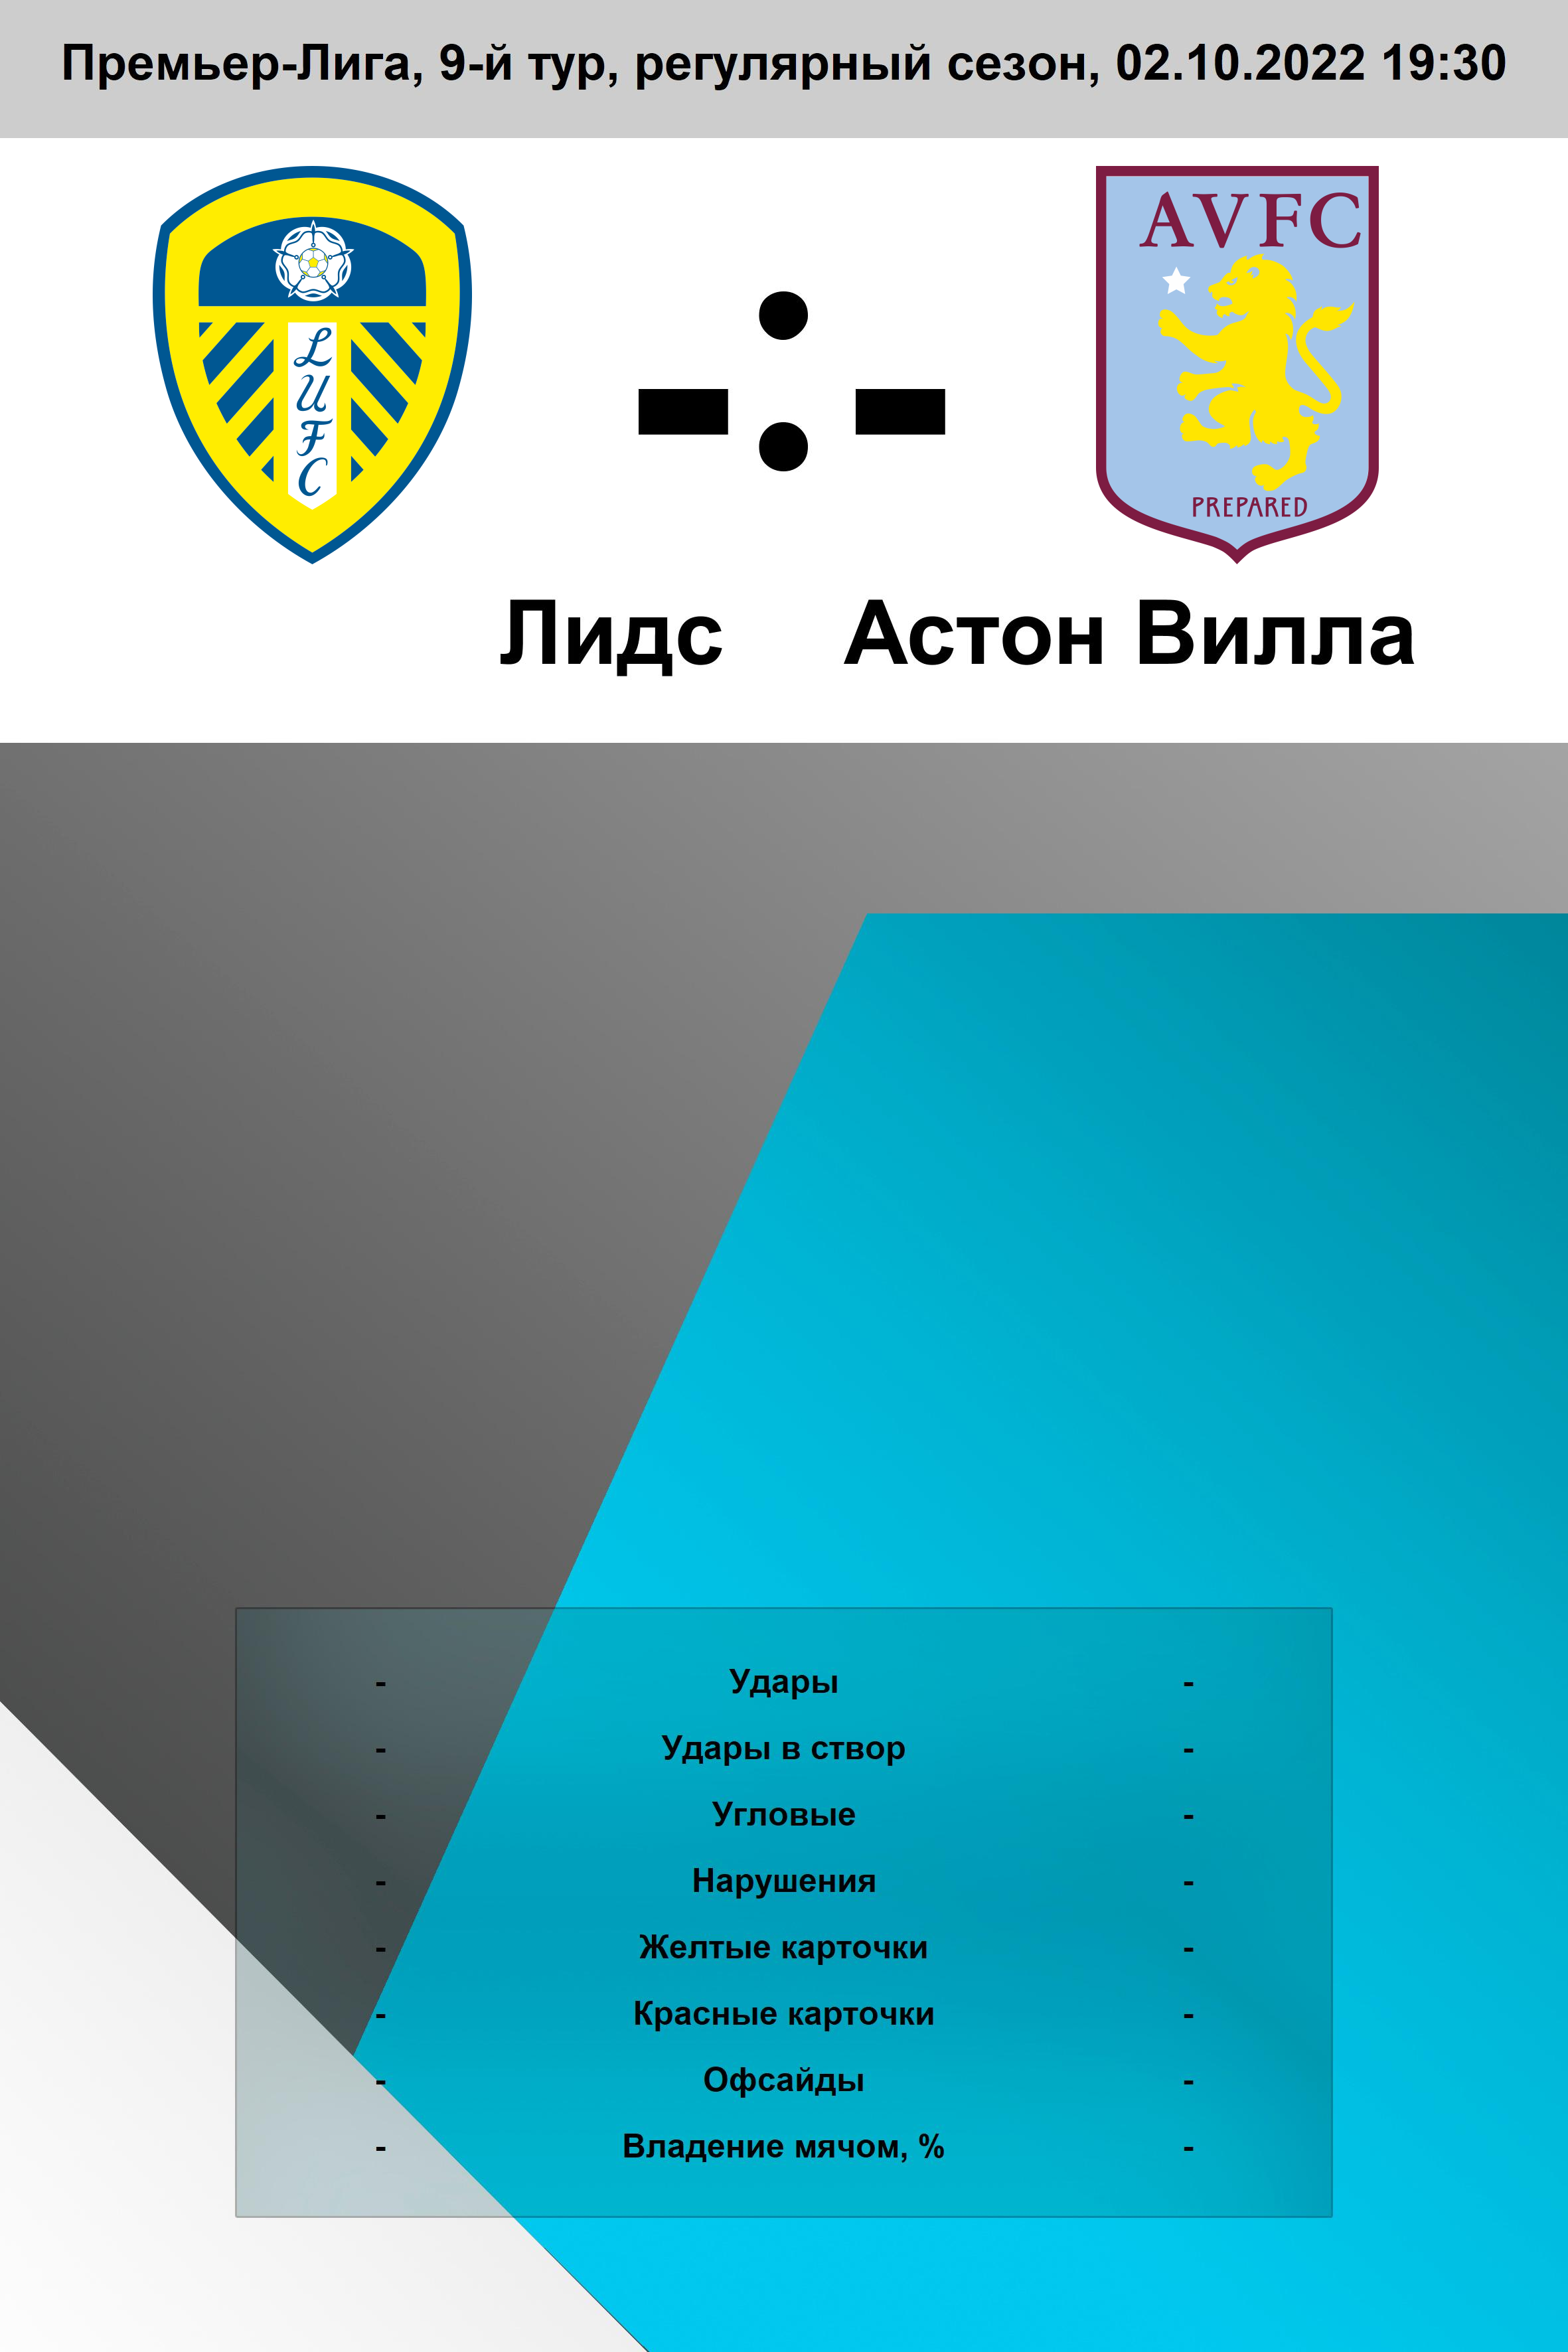 Премьер-Лига, 9-й тур, регулярный сезон, 02.10.2022 19:30
LUFC
AVFC
PREPARED
- : -
Лидс Астон Вилла
- Удары -
- Удары в створ -
- Угловые -
- Нарушения -
- Желтые карточки -
- Красные карточки -
- Офсайды -
- Владение мячом, % -